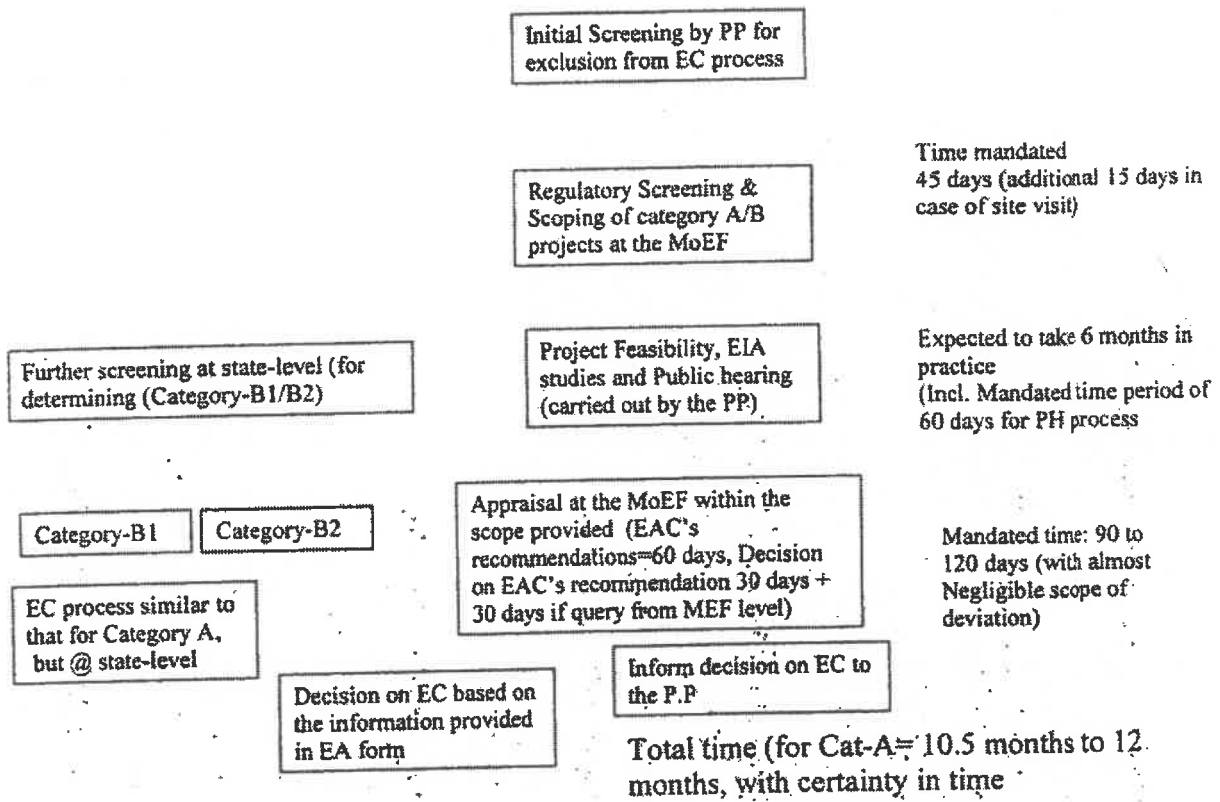 Initial Screening by PP for
exclusion from EC process
Regulatory Screening &
Scoping of category A/B
projects at the MoEF
Time mandated
45 days (additional 15 days in
case of site visit)
Further screening at state-level (for
determining (Category-B1/B2)
Project Feasibility, EIA
studies and Public hearing
(carried out by the PP)
Expected to take 6 months in
practice
(Incl. Mandated time period of
60 days for PH process
Category-B1
Category-B2
Appraisal at the MoEF within the
scope provided (EAC's
recommendations=60 days, Decision
on EAC's recommendation 30 days +
30 days if query from MEF level)
Mandated time: 90 to
120 days (with almost
Negligible scope of
deviation)
EC process similar to
that for Category A,
but @ state-level
Decision on EC based on
the information provided
in EA form
Inform decision on EC to
the P.P
Total time (for Cat-A= 10.5 months to 12
months, with certainty in time